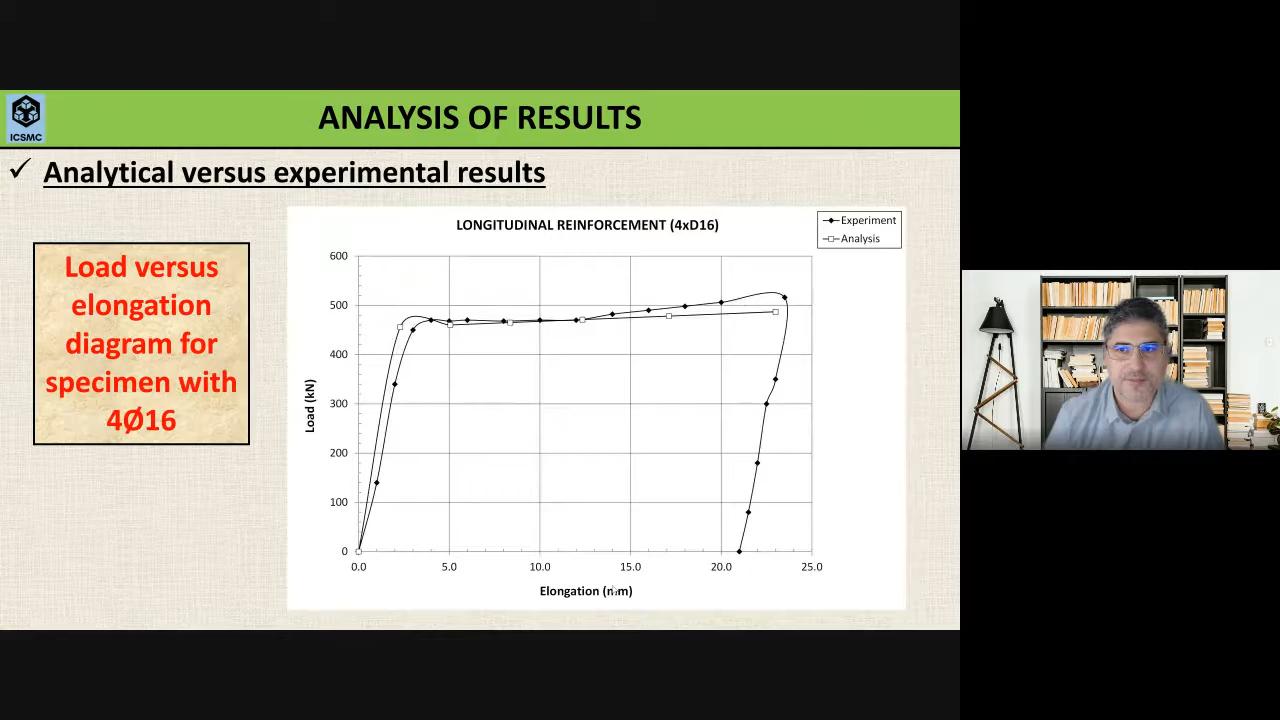 ICSMC
ANALYSIS OF RESULTS
✓ Analytical versus experimental results
Load versus
elongation
diagram for
specimen with
4Ø16
LONGITUDINAL REINFORCEMENT (4xD16)
Experiment
Analysis
600
500
400
300
200
100
0
Load (kN)
0.0 5.0 10.0 15.0 20.0 25.0
Elongation (mm)